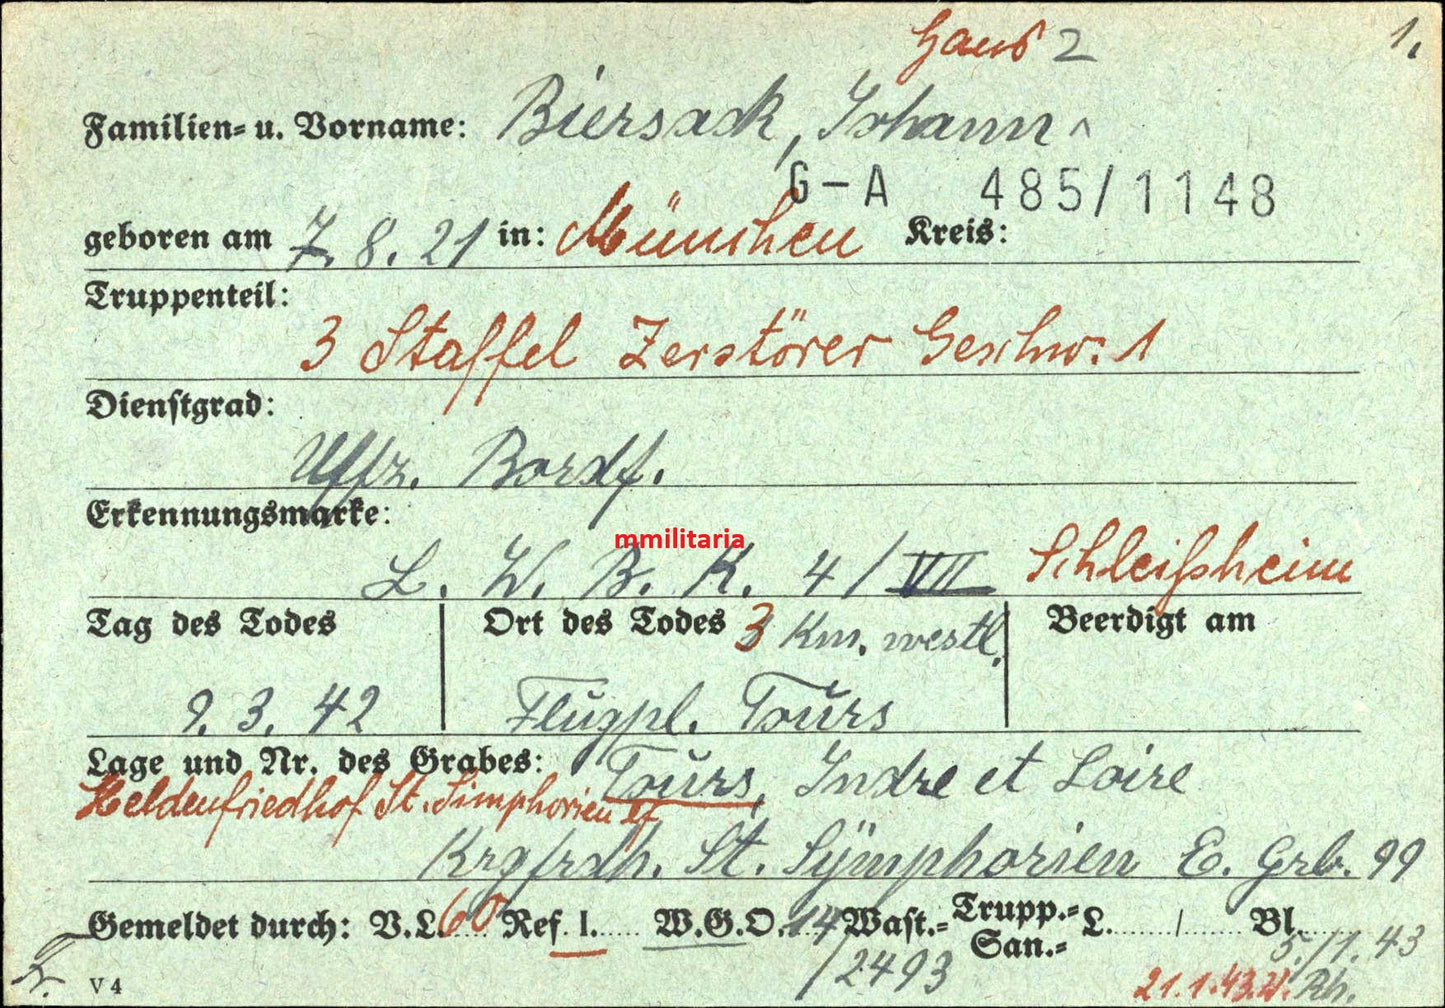 Hans 2 1.
Familien- u. Vorname: Biersack, Johann
G-A 485/1148
geboren am 7. 8. 21 in: München Kreis:
Truppenteil:
3 Staffel Zerstörer Geschw. 1
Dienstgrad:
Uffz. Bordf.
Erkennungsmarke:
mmilitaria
L. W. B. K. 4/VII Schleißheim
Tag des Todes Ort des Todes 3 Km. westl. Beerdigt am
9. 3. 42 Flugpl. Tours
Lage und Nr. des Grabes: Tours, Indre et Loire
Heldenfriedhof St. Simphorien
Krgfrdh. St. Symphorien E. Grb. 99
Gemeldet durch: V.L. 60 Ref. 1. W.G.O. 14 Wast.- Trupp.- L. / Bl.
San.-
/2493 5./1.43
V 4 21.1.43. Rh.